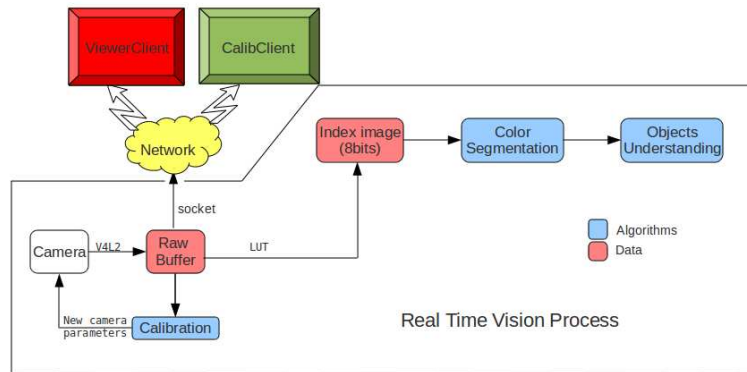 ViewerClient
CalibClient
Network
Index image
(8bits)
Color
Segmentation
Objects
Understanding
socket
Camera
V4L2
Raw
Buffer
LUT
Algorithms
Data
New camera
parameters
Calibration
Real Time Vision Process